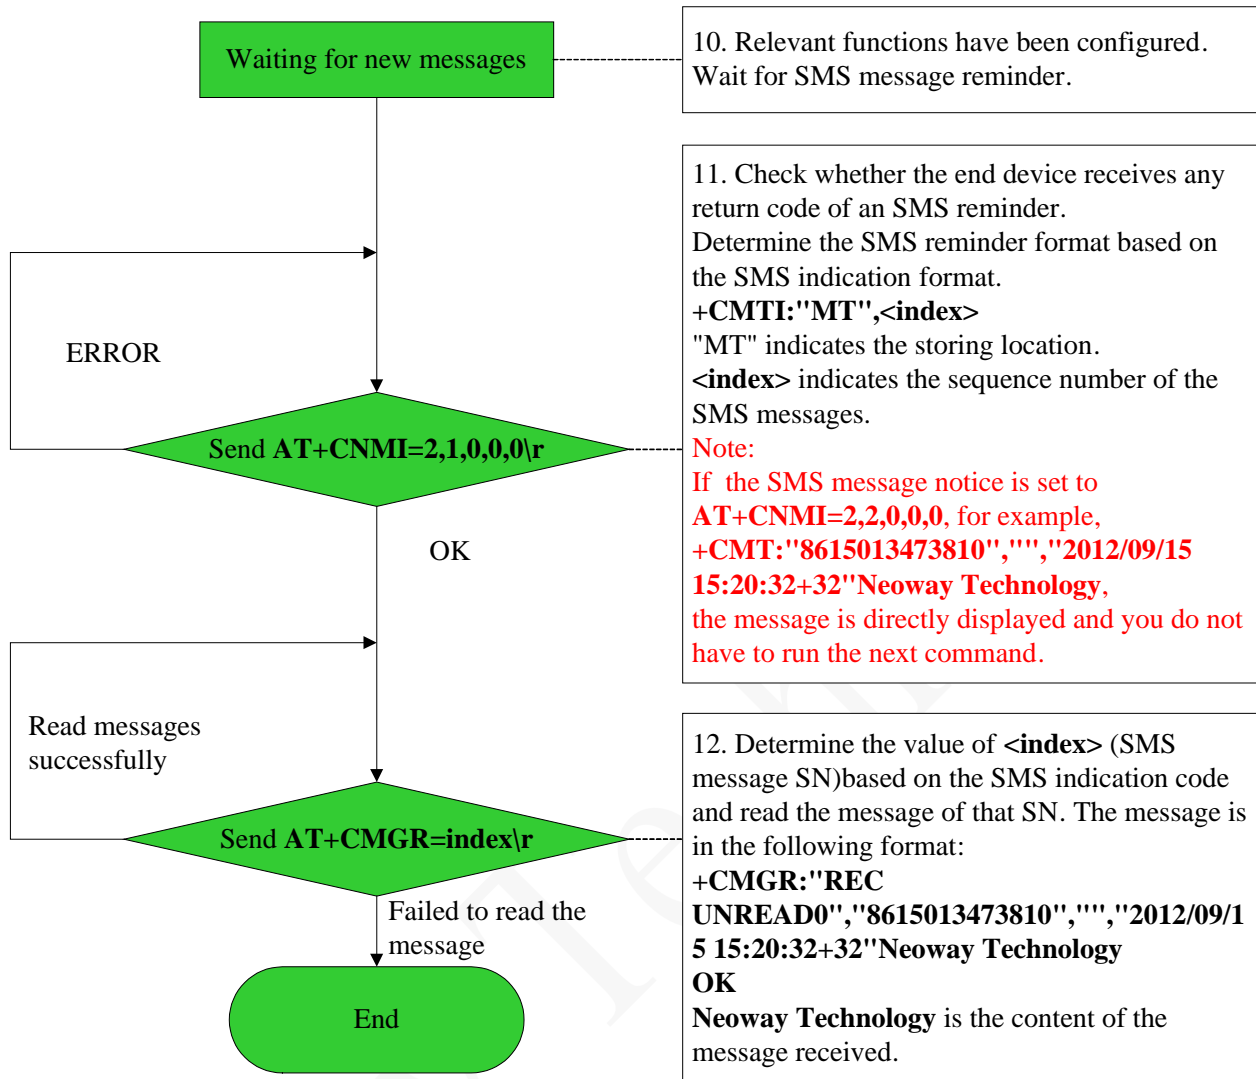 Waiting for new messages
10. Relevant functions have been configured.
Wait for SMS message reminder.
11. Check whether the end device receives any
return code of an SMS reminder.
Determine the SMS reminder format based on
the SMS indication format.
+CMTI:"MT",<index>
"MT" indicates the storing location.
<index> indicates the sequence number of the
SMS messages.
Note:
If  the SMS message notice is set to
AT+CNMI=2,2,0,0,0, for example,
+CMT:"8615013473810","","2012/09/15
15:20:32+32"Neoway Technology,
the message is directly displayed and you do not
have to run the next command.
ERROR
Send AT+CNMI=2,1,0,0,0\r
OK
Read messages
successfully
Send AT+CMGR=index\r
12. Determine the value of <index> (SMS
message SN)based on the SMS indication code
and read the message of that SN. The message is
in the following format:
+CMGR:"REC
UNREAD0","8615013473810","","2012/09/1
5 15:20:32+32"Neoway Technology
OK
Neoway Technology is the content of the
message received.
Failed to read the
message
End